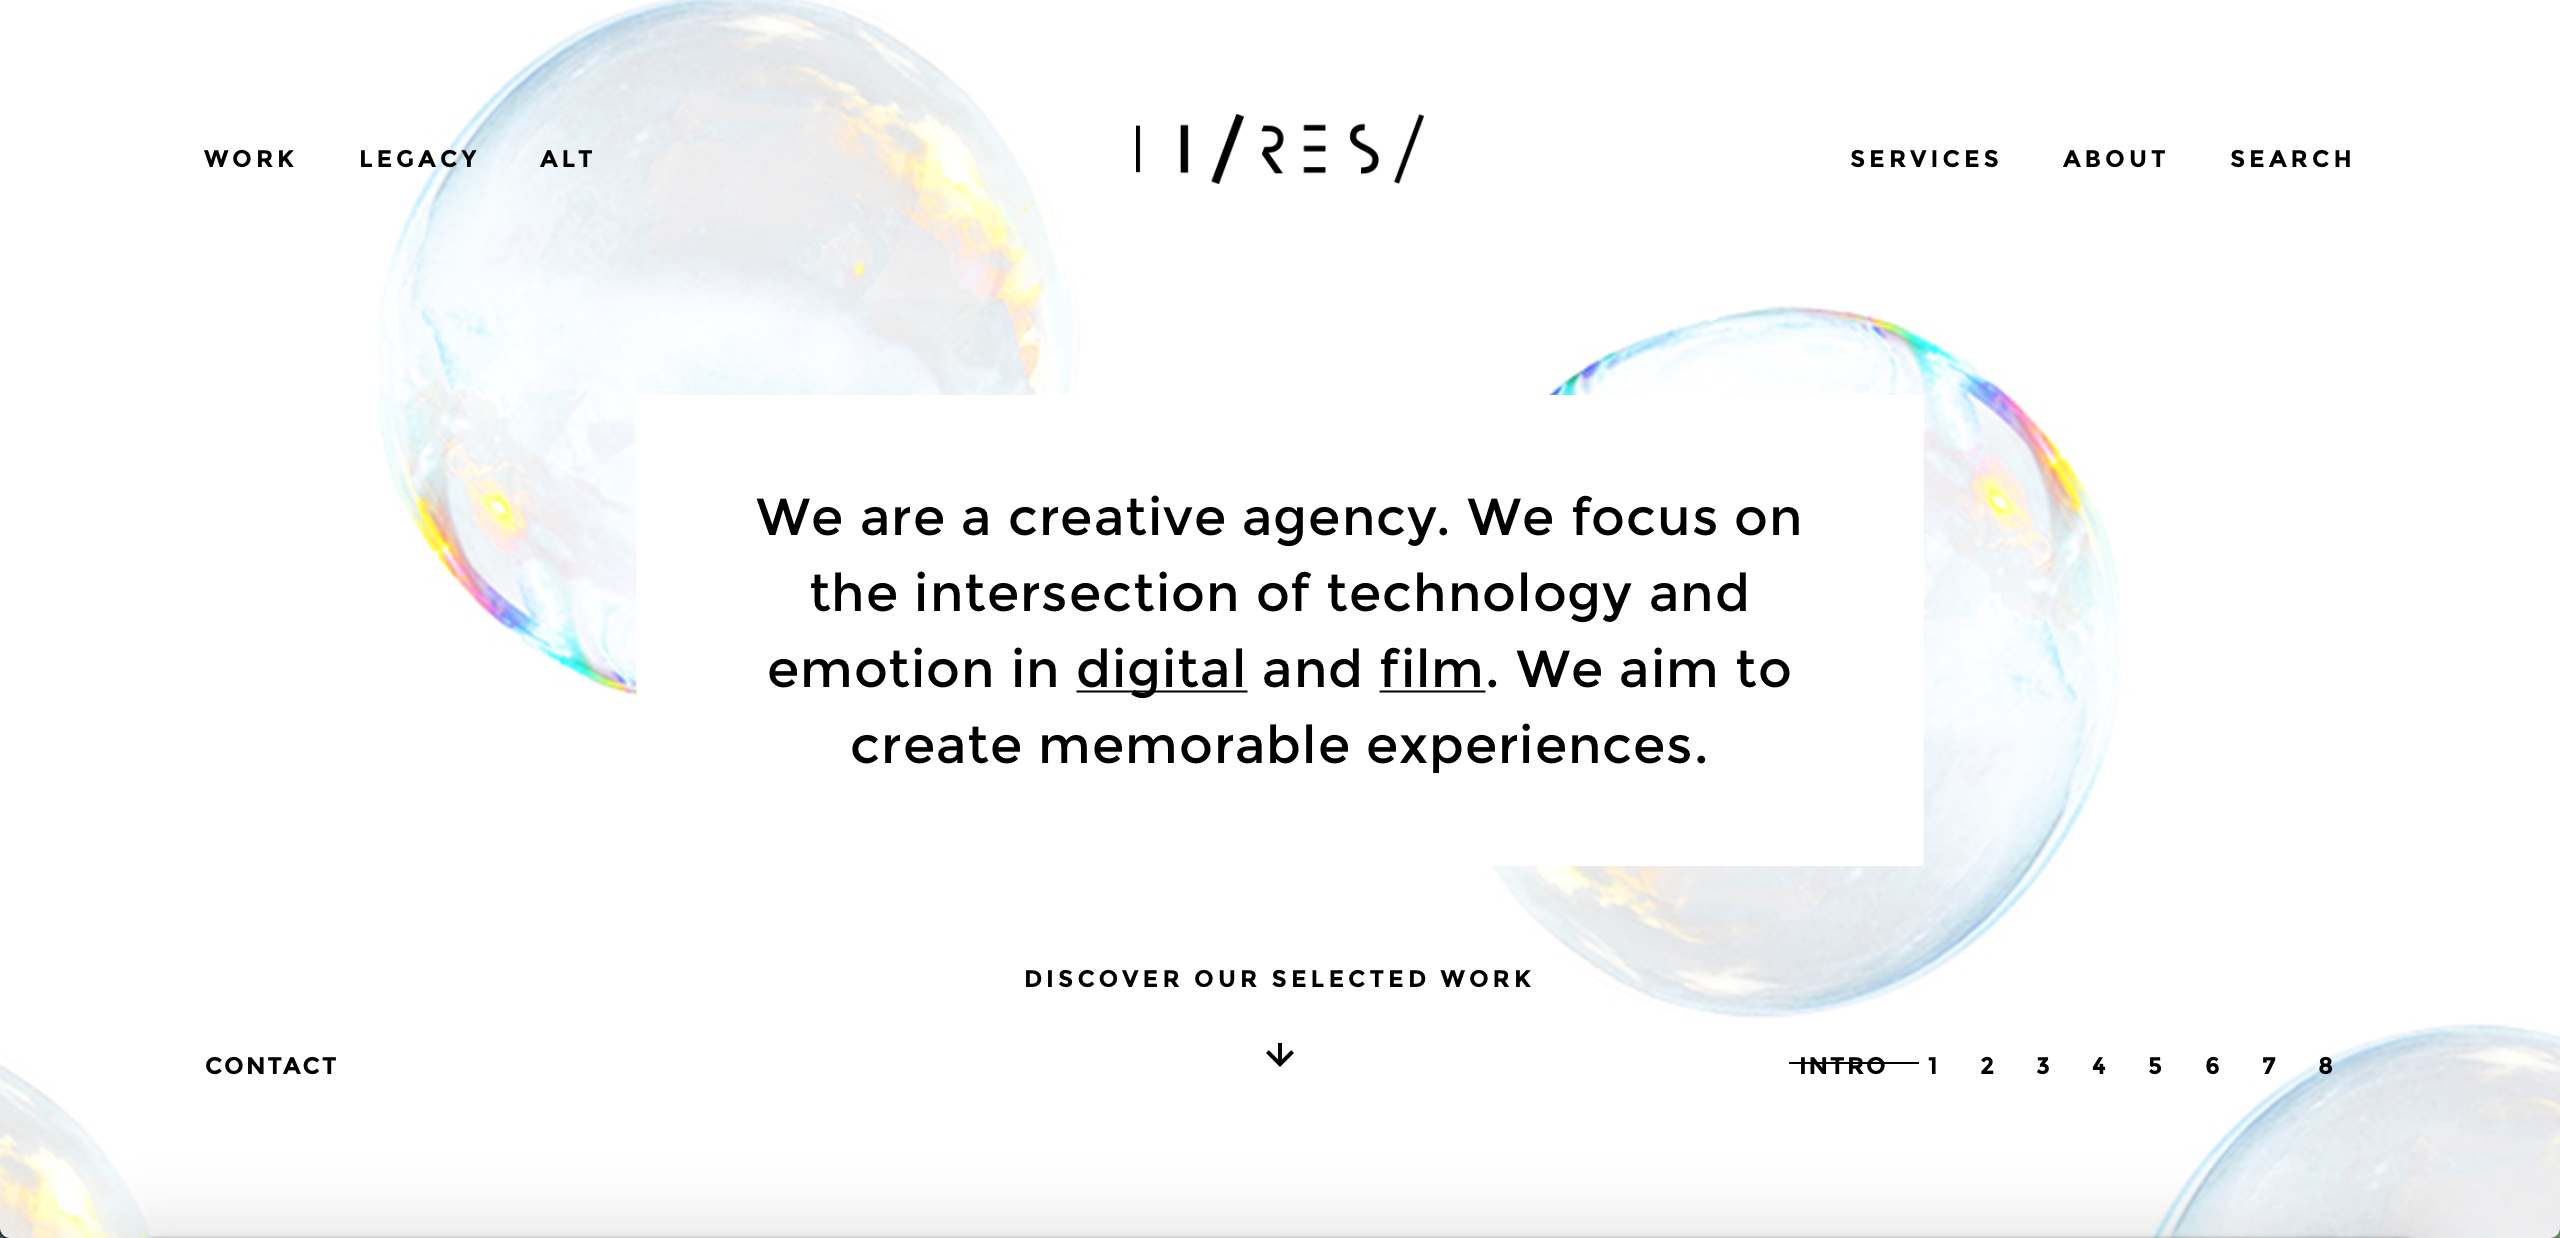 WORK LEGACY ALT
SERVICES ABOUT SEARCH
We are a creative agency. We focus on
the intersection of technology and
emotion in digital and film. We aim to
create memorable experiences.
DISCOVER OUR SELECTED WORK
CONTACT
INTRO 1 2 3 4 5 6 7 8